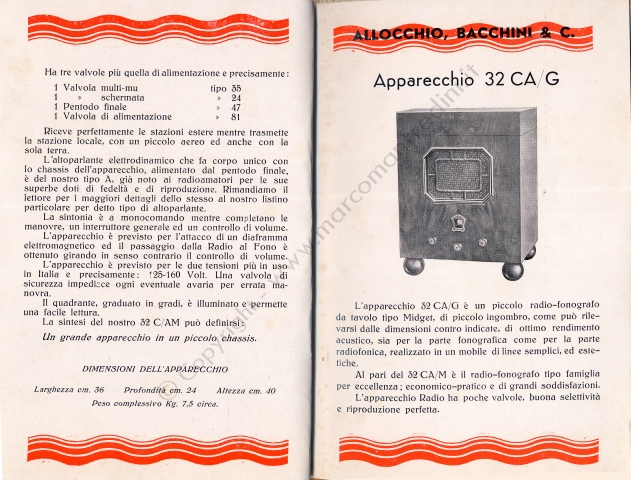 Ha tre valvole più quella di alimentazione e precisamente:
1 Valvola multi-mu tipo 35
1 » schermata » 24
1 Pentodo finale » 47
1 Valvola di alimentazione » 81
Riceve perfettamente le stazioni estere mentre trasmette
la stazione locale, con un piccolo aereo ed anche con la
sola terra.
L'altoparlante elettrodinamico che fa corpo unico con
lo chassis dell'apparecchio, alimentato dal pentodo finale,
è del nostro tipo A, già noto ai radioamatori per le sue
superbe doti di fedeltà e di riproduzione. Rimandiamo il
lettore per i maggiori dettagli dello stesso al nostro listino
particolare per detto tipo di altoparlante.
La sintonia è a monocomando mentre completano le
manovre, un interruttore generale ed un controllo di volume.
L'apparecchio è previsto per l'attacco di un diaframma
elettromagnetico ed il passaggio dalla Radio al Fono è
ottenuto girando in senso contrario il controllo di volume.
L'apparecchio è previsto per le due tensioni più in uso
in Italia e precisamente: 125-160 Volt. Una valvola di
sicurezza impedisce ogni eventuale avaria per errata ma-
novra.
Il quadrante, graduato in gradi, è illuminato e permette
una facile lettura.
La sintesi del nostro 32 C/AM può definirsi:
Un grande apparecchio in un piccolo chassis.
DIMENSIONI DELL'APPARECCHIO
Larghezza cm. 36 Profondità cm. 24 Altezza cm. 40
Peso complessivo Kg. 7,5 circa.
ALLOCCHIO, BACCHINI & C.
Apparecchio 32 CA/G
L'apparecchio 32 CA/G è un piccolo radio-fonografo
da tavolo tipo Midget, di piccolo ingombro, come può rile-
varsi dalle dimensioni contro indicate, di ottimo rendimento
acustico, sia per la parte fonografica come per la parte
radiofonica, realizzato in un mobile di linee semplici, ed este-
tiche.
Al pari del 32 CA/M è il radio-fonografo tipo famiglia
per eccellenza; economico-pratico e di grandi soddisfazioni.
L'apparecchio Radio ha poche valvole, buona selettività
e riproduzione perfetta.
© Copyright - www.marcomanfredini.it